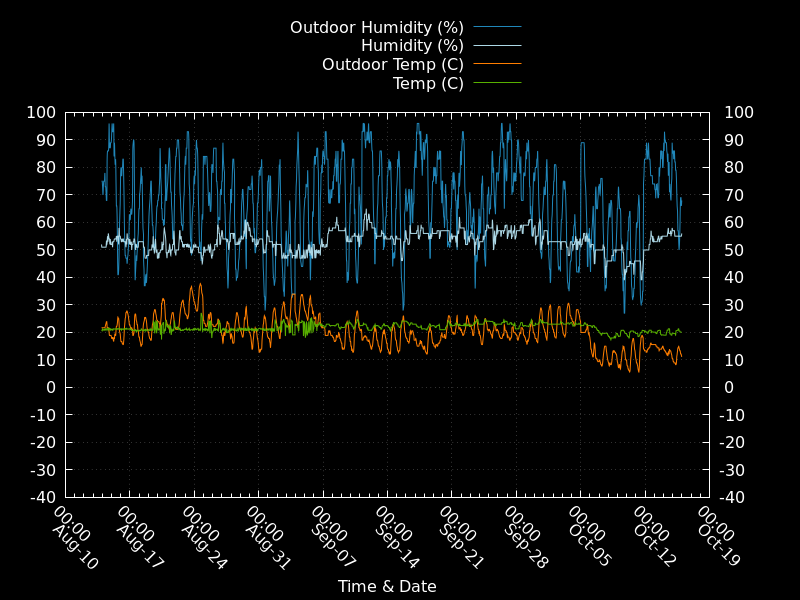 Outdoor Humidity (%)
Humidity (%)
Outdoor Temp (C)
Temp (C)
100 100
90 90
80 80
70 70
60 60
50 50
40 40
30 30
20 20
10 10
0 0
-10 -10
-20 -20
-30 -30
-40 -40
00:00 Aug-10
00:00 Aug-17
00:00 Aug-24
00:00 Aug-31
00:00 Sep-07
00:00 Sep-14
00:00 Sep-21
00:00 Sep-28
00:00 Oct-05
00:00 Oct-12
00:00 Oct-19
Time & Date